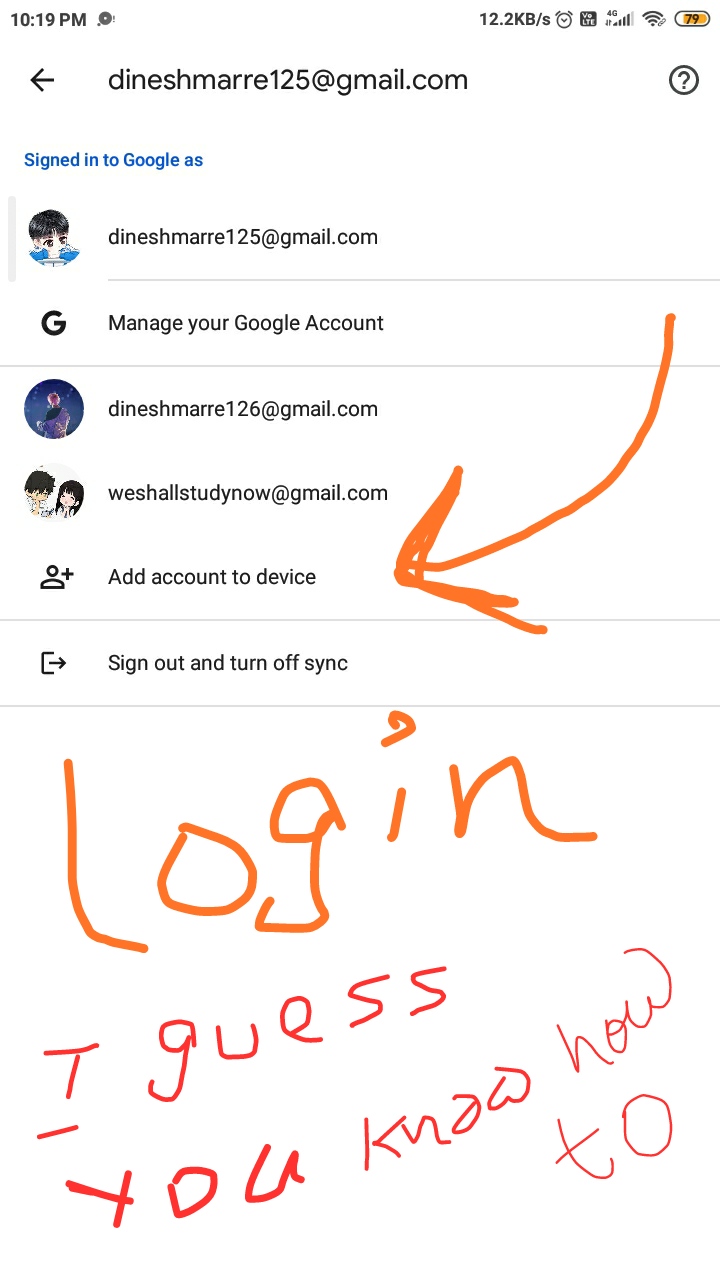 10:19 PM 12.2KB/s Vo LTE 4G 79
dineshmarre125@gmail.com
Signed in to Google as
dineshmarre125@gmail.com
G Manage your Google Account
dineshmarre126@gmail.com
weshallstudynow@gmail.com
Add account to device
Sign out and turn off sync
Login
I guess
you know how
to